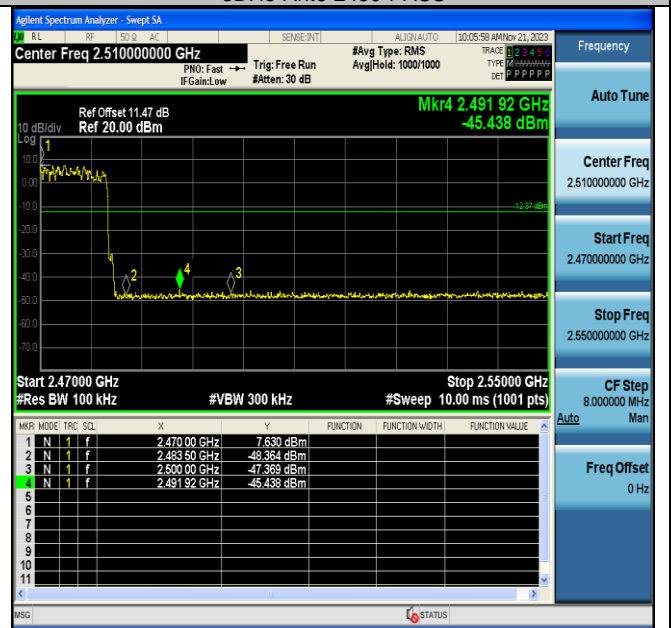 Agilent Spectrum Analyzer - Swept SA
RL RF 50 Ω AC SENSE:INT ALIGN AUTO 10:05:58 AM Nov 21, 2023
Center Freq 2.510000000 GHz
PNO: Fast
IFGain:Low
Trig: Free Run
#Atten: 30 dB
#Avg Type: RMS
Avg|Hold: 1000/1000
TRACE 1 2 3 4 5 6
TYPE M
DET P P P P P P
Frequency
Mkr4 2.491 92 GHz
-45.438 dBm
Ref Offset 11.47 dB
10 dB/div Ref 20.00 dBm
Log
10.0
0.00
-10.0
-20.0
-30.0
-40.0
-50.0
-60.0
-70.0
1
2
4
3
-12.37 dBm
Start 2.47000 GHz Stop 2.55000 GHz
#Res BW 100 kHz #VBW 300 kHz #Sweep 10.00 ms (1001 pts)
MKR MODE TRC SCL X Y FUNCTION FUNCTION WIDTH FUNCTION VALUE
1 N 1 f 2.470 00 GHz 7.630 dBm
2 N 1 f 2.483 50 GHz -48.364 dBm
3 N 1 f 2.500 00 GHz -47.369 dBm
4 N 1 f 2.491 92 GHz -45.438 dBm
5
6
7
8
9
10
11
MSG STATUS
Auto Tune
Center Freq
2.510000000 GHz
Start Freq
2.470000000 GHz
Stop Freq
2.550000000 GHz
CF Step
8.000000 MHz
Auto Man
Freq Offset
0 Hz